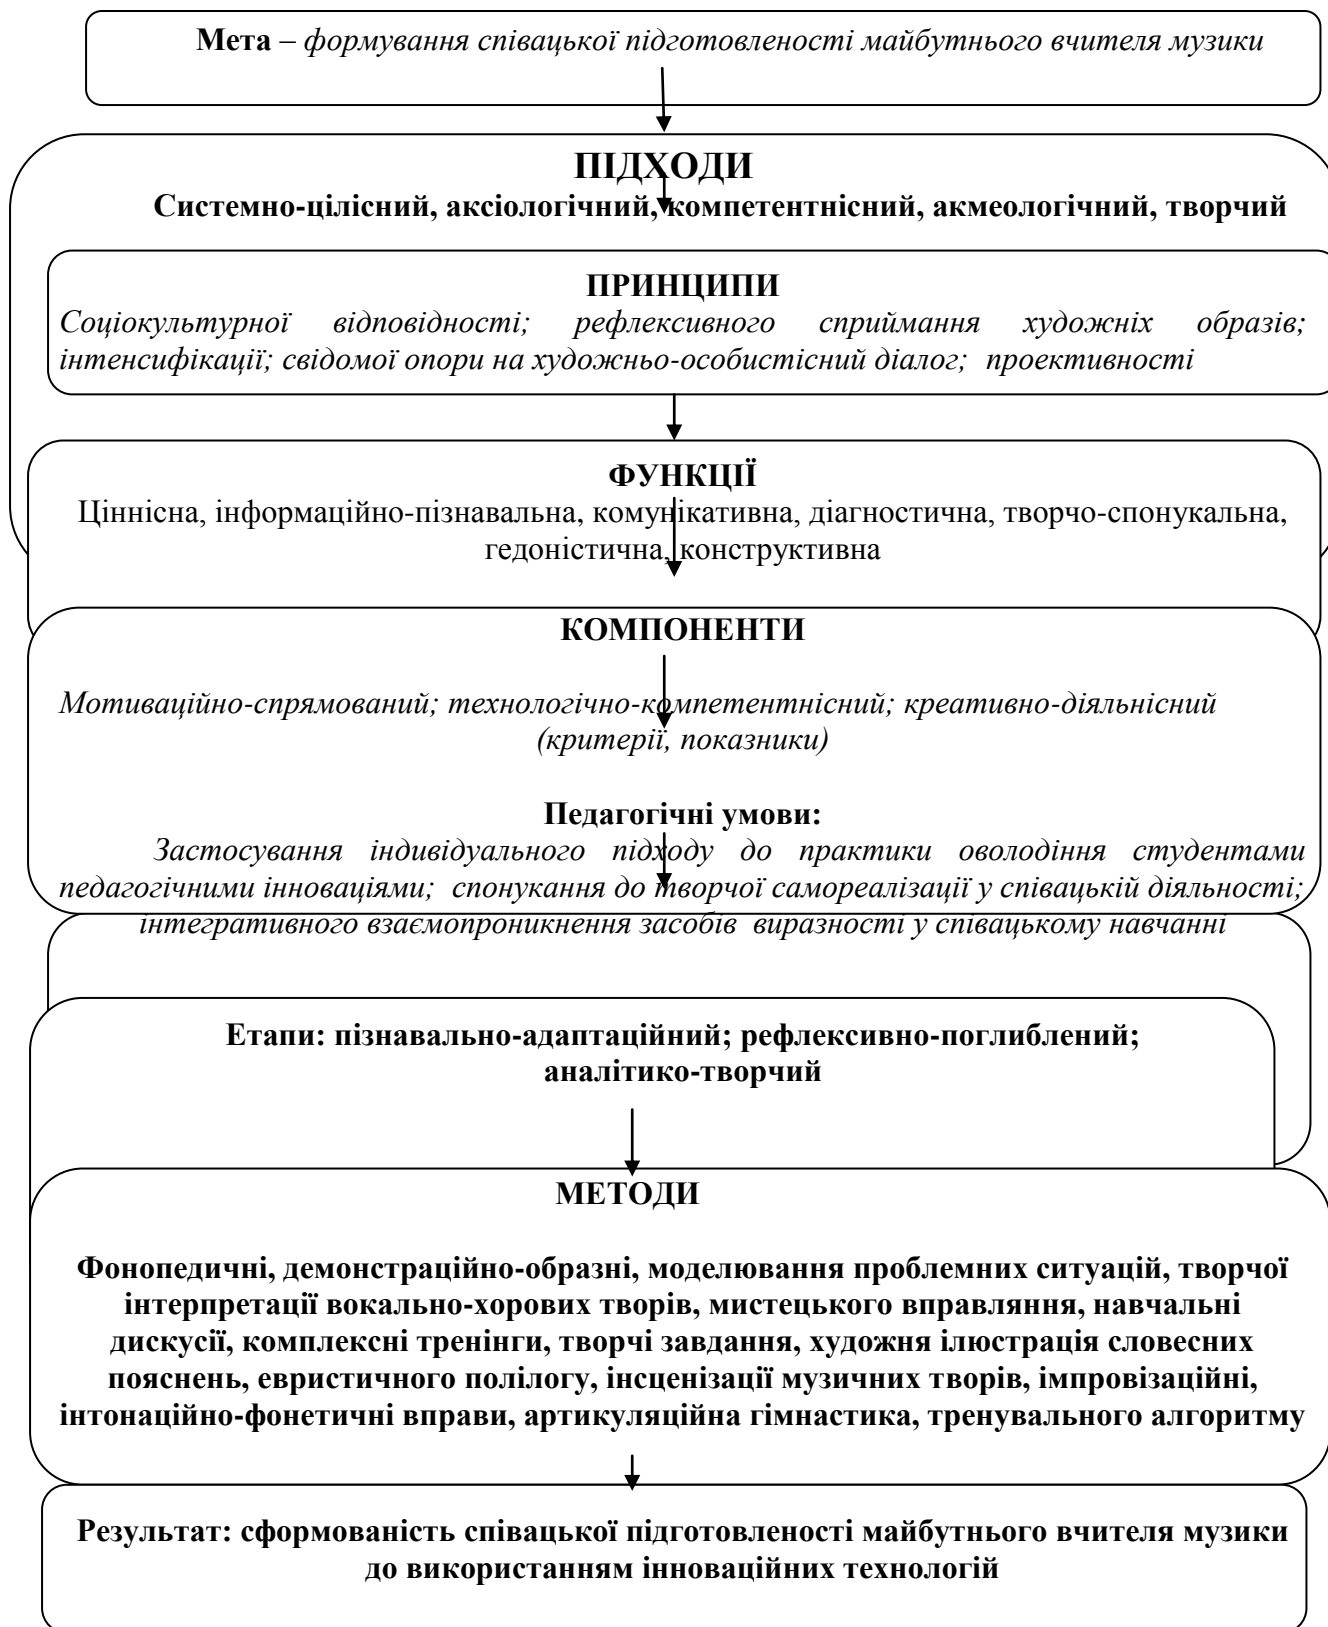 Мета – формування співацької підготовленості майбутнього вчителя музики
ПІДХОДИ
Системно-цілісний, аксіологічний, компетентнісний, акмеологічний, творчий
ПРИНЦИПИ
Соціокультурної відповідності; рефлексивного сприймання художніх образів;
інтенсифікації; свідомої опори на художньо-особистісний діалог; проективності
ФУНКЦІЇ
Ціннісна, інформаційно-пізнавальна, комунікативна, діагностична, творчо-спонукальна,
гедоністична, конструктивна
КОМПОНЕНТИ
Мотиваційно-спрямований; технологічно-компетентнісний; креативно-діяльнісний
(критерії, показники)
Педагогічні умови:
Застосування індивідуального підходу до практики оволодіння студентами
педагогічними інноваціями; спонукання до творчої самореалізації у співацькій діяльності;
інтегративного взаємопроникнення засобів виразності у співацькому навчанні
Етапи: пізнавально-адаптаційний; рефлексивно-поглиблений;
аналітико-творчий
МЕТОДИ
Фонопедичні, демонстраційно-образні, моделювання проблемних ситуацій, творчої
інтерпретації вокально-хорових творів, мистецького вправляння, навчальні
дискусії, комплексні тренінги, творчі завдання, художня ілюстрація словесних
пояснень, евристичного полілогу, інсценізації музичних творів, імпровізаційні,
інтонаційно-фонетичні вправи, артикуляційна гімнастика, тренувального алгоритму
Результат: сформованість співацької підготовленості майбутнього вчителя музики
до використанням інноваційних технологій